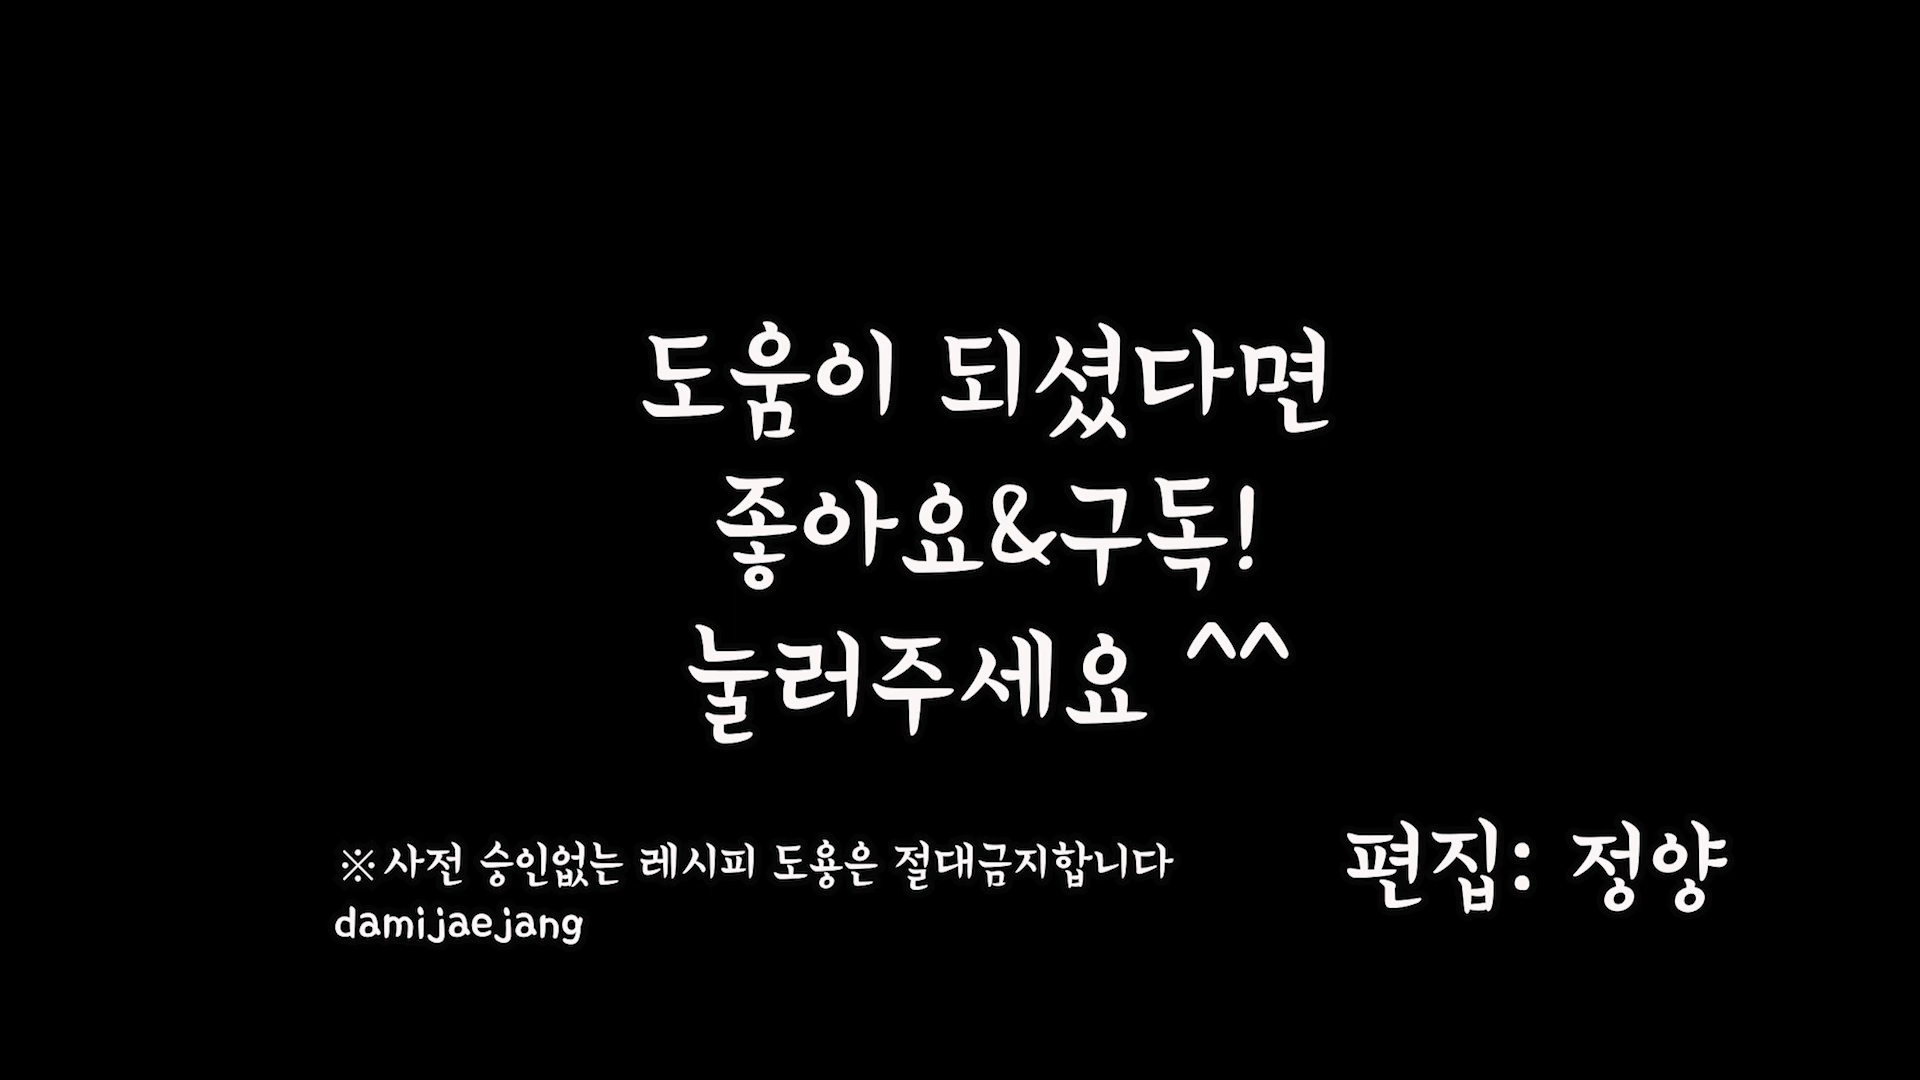 도움이 되셨다면
좋아요&구독!
눌러주세요 ^^
※사전 승인없는 레시피 도용은 절대금지합니다
damijaejang
편집: 정양